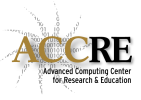 ACCRE
Advanced Computing Center
for Research & Education